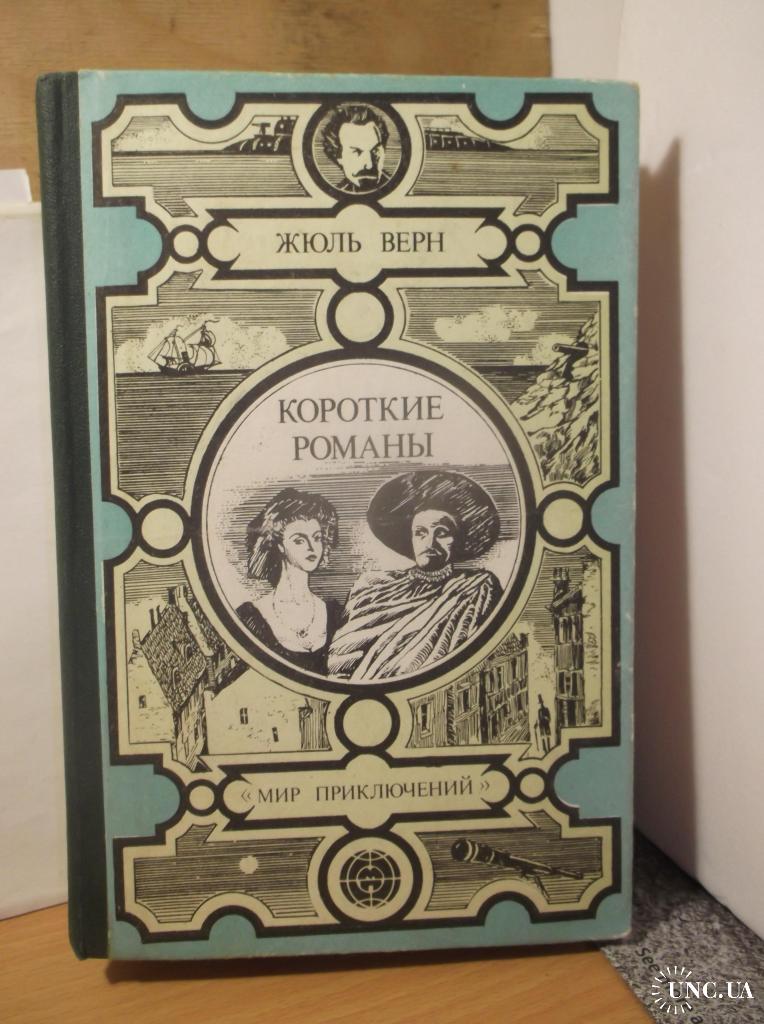 ЖЮЛЬ ВЕРН
КОРОТКИЕ
РОМАНЫ
«МИР ПРИКЛЮЧЕНИЙ»
UNC.UA